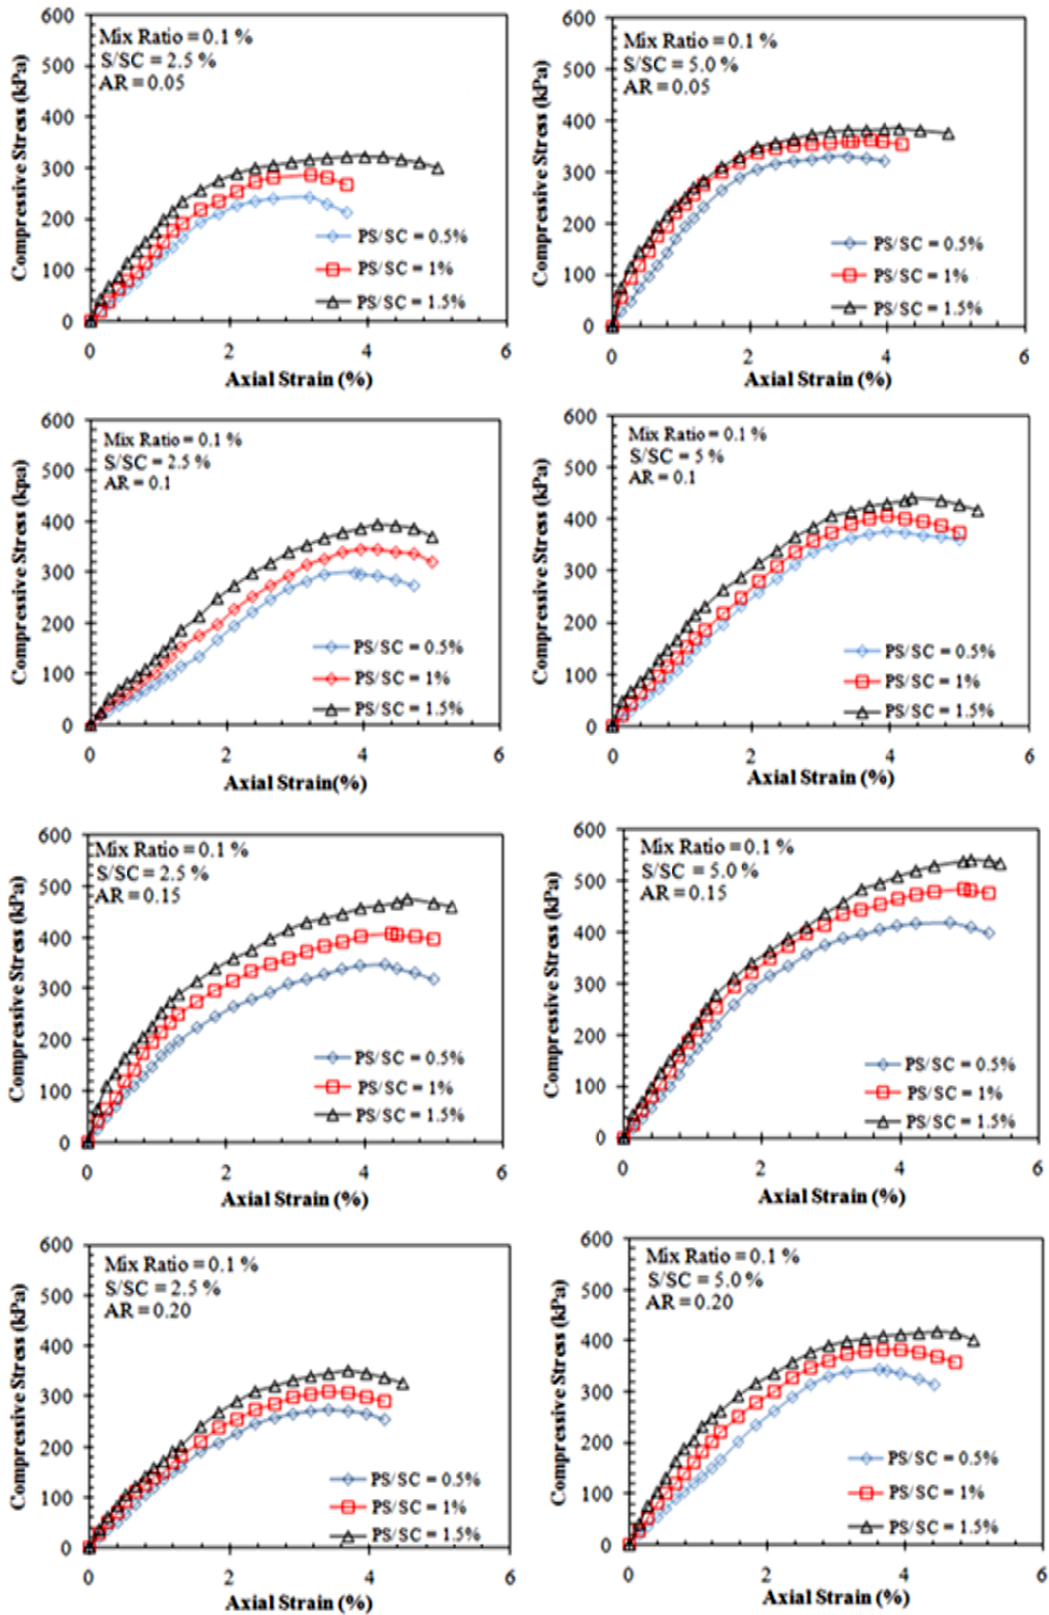 Mix Ratio = 0.1 %
S/SC = 2.5 %
AR = 0.05
Compressive Stress (kPa)
600
500
400
300
200
100
0
PS/SC = 0.5%
PS/SC = 1%
PS/SC = 1.5%
0 2 4 6
Axial Strain (%)
Mix Ratio = 0.1 %
S/SC = 5.0 %
AR = 0.05
Compressive Stress (kPa)
600
500
400
300
200
100
0
PS/SC = 0.5%
PS/SC = 1%
PS/SC = 1.5%
0 2 4 6
Axial Strain (%)
Mix Ratio = 0.1 %
S/SC = 2.5 %
AR = 0.1
Compressive Stress (kpa)
600
500
400
300
200
100
0
PS/SC = 0.5%
PS/SC = 1%
PS/SC = 1.5%
0 2 4 6
Axial Strain(%)
Mix Ratio = 0.1 %
S/SC = 5 %
AR = 0.1
Compressive Stress (kPa)
600
500
400
300
200
100
0
PS/SC = 0.5%
PS/SC = 1%
PS/SC = 1.5%
0 2 4 6
Axial Strain (%)
Mix Ratio = 0.1 %
S/SC = 2.5 %
AR = 0.15
Compressive Stress (kPa)
600
500
400
300
200
100
0
PS/SC = 0.5%
PS/SC = 1%
PS/SC = 1.5%
0 2 4 6
Axial Strain (%)
Mix Ratio = 0.1 %
S/SC = 5.0 %
AR = 0.15
Compressive Stress (kPa)
600
500
400
300
200
100
0
PS/SC = 0.5%
PS/SC = 1%
PS/SC = 1.5%
0 2 4 6
Axial Strain (%)
Mix Ratio = 0.1 %
S/SC = 2.5 %
AR = 0.20
Compressive Stress (kPa)
600
500
400
300
200
100
0
PS/SC = 0.5%
PS/SC = 1%
PS/SC = 1.5%
0 2 4 6
Axial Strain (%)
Mix Ratio = 0.1 %
S/SC = 5.0 %
AR = 0.20
Compressive Stress (kPa)
600
500
400
300
200
100
0
PS/SC = 0.5%
PS/SC = 1%
PS/SC = 1.5%
0 2 4 6
Axial Strain (%)